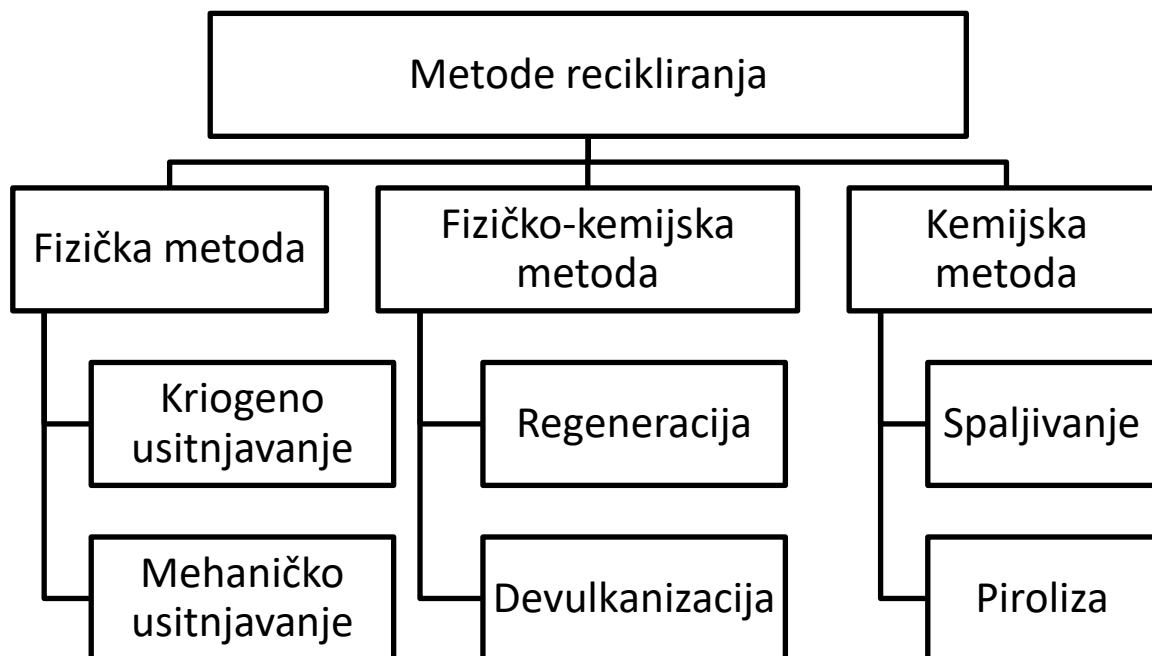 Metode recikliranja
Fizička metoda
Fizičko-kemijska
metoda
Kemijska
metoda
Kriogeno
usitnjavanje
Regeneracija
Spaljivanje
Mehaničko
usitnjavanje
Devulkanizacija
Piroliza